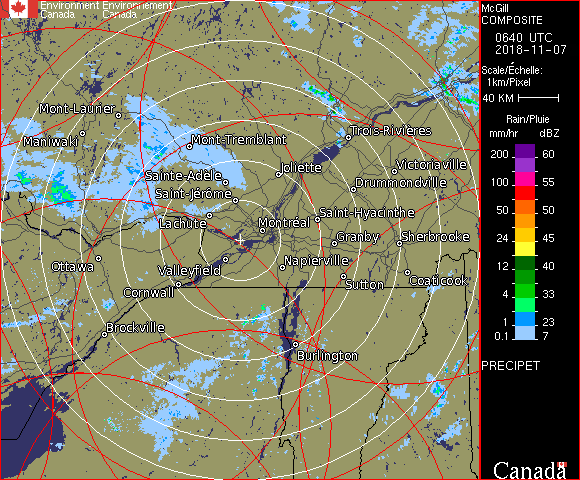 Environment Environnement
Canada Canada
McGill
COMPOSITE
0640 UTC
2018-11-07
Scale/Échelle:
1km/Pixel
40 KM
Rain/Pluie
mm/hr dBZ
200 60
150 57
100 55
50 50
24 45
12 40
4 33
1 23
0.1 7
PRECIPET
Canada
Mont-Laurier
Maniwaki
Mont-Tremblant
Trois-Rivières
Joliette
Victoriaville
Sainte-Adèle
Drummondville
Saint-Jérôme
Saint-Hyacinthe
Lachute
Montréal
Granby
Sherbrooke
Ottawa
Valleyfield
Napierville
Cornwall
Sutton
Coaticook
Brockville
Burlington